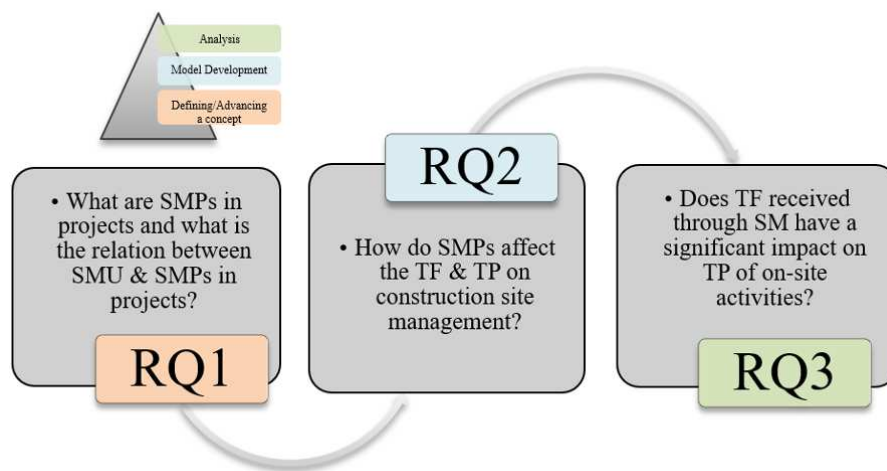 Analysis
Model Development
Defining/Advancing
a concept
• What are SMPs in
projects and what is
the relation between
SMU & SMPs in
projects?
RQ1
RQ2
• How do SMPs affect
the TF & TP on
construction site
management?
• Does TF received
through SM have a
significant impact on
TP of on-site
activities?
RQ3